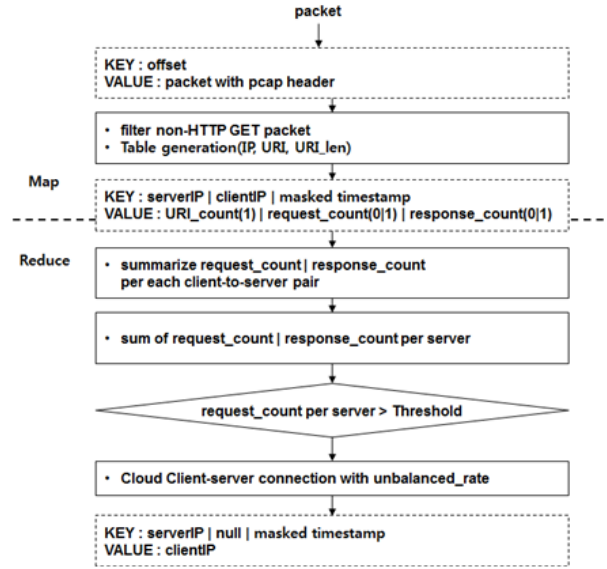 packet
KEY : offset
VALUE : packet with pcap header
• filter non-HTTP GET packet
• Table generation(IP, URI, URI_len)
Map
KEY : serverIP | clientIP | masked timestamp
VALUE : URI_count(1) | request_count(0|1) | response_count(0|1)
Reduce
• summarize request_count | response_count
per each client-to-server pair
• sum of request_count | response_count per server
request_count per server > Threshold
• Cloud Client-server connection with unbalanced_rate
KEY : serverIP | null | masked timestamp
VALUE : clientIP